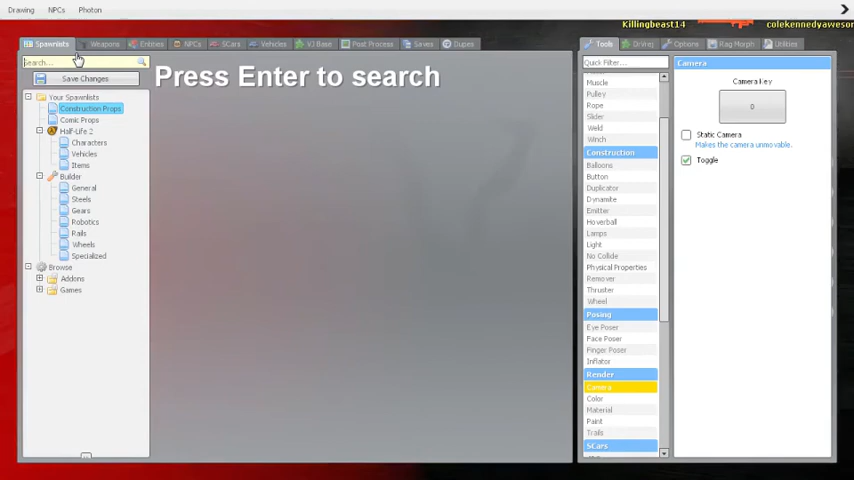 Drawing NPCs Photon
Killingbeast14 colekennedyaweson
Spawnlists Weapons Entities NPCs SCars Vehicles VJ Base Post Process Saves Dupes
Tools DrVrej Options Rag Morph Utilities
Search...
Save Changes
Your Spawnlists
Construction Props
Comic Props
Half-Life 2
Characters
Vehicles
Items
Builder
General
Steels
Gears
Robotics
Rails
Wheels
Specialized
Browse
Addons
Games
Press Enter to search
Quick Filter...
Muscle
Pulley
Rope
Slider
Weld
Winch
Construction
Balloons
Button
Duplicator
Dynamite
Emitter
Hoverball
Lamps
Light
No Collide
Physical Properties
Remover
Thruster
Wheel
Posing
Eye Poser
Face Poser
Finger Poser
Inflator
Render
Camera
Color
Material
Paint
Trails
SCars
Camera
Camera Key
0
Static Camera
Makes the camera unmovable.
Toggle